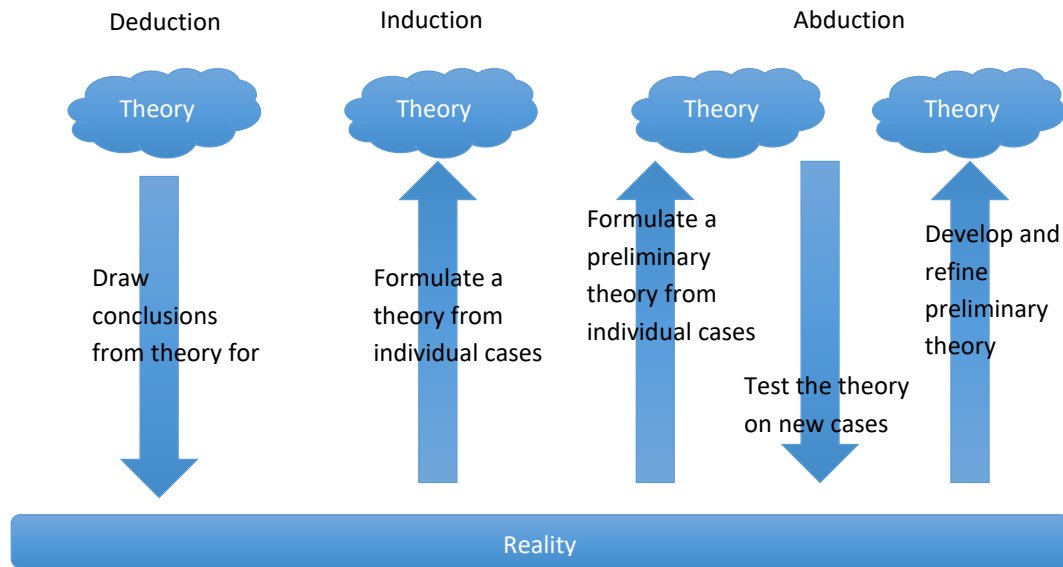 Deduction
Induction
Abduction
Theory
Theory
Theory
Theory
Draw
conclusions
from theory for
Formulate a
theory from
individual cases
Formulate a
preliminary
theory from
individual cases
Test the theory
on new cases
Develop and
refine
preliminary
theory
Reality